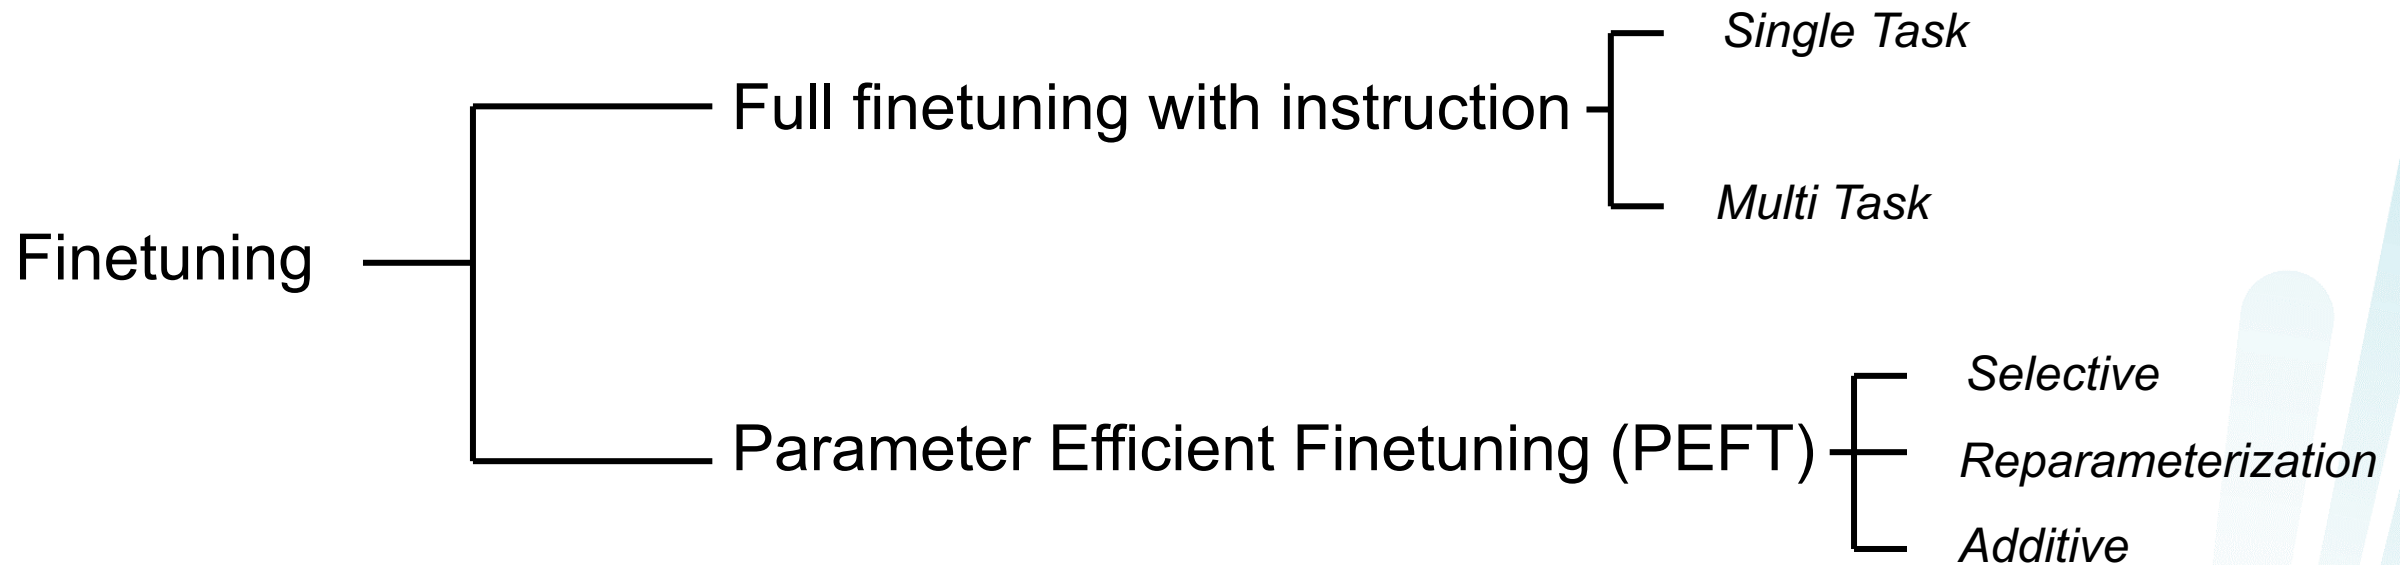 Single Task
Full finetuning with instruction
Multi Task
Finetuning
Selective
Parameter Efficient Finetuning (PEFT)
Reparameterization
Additive